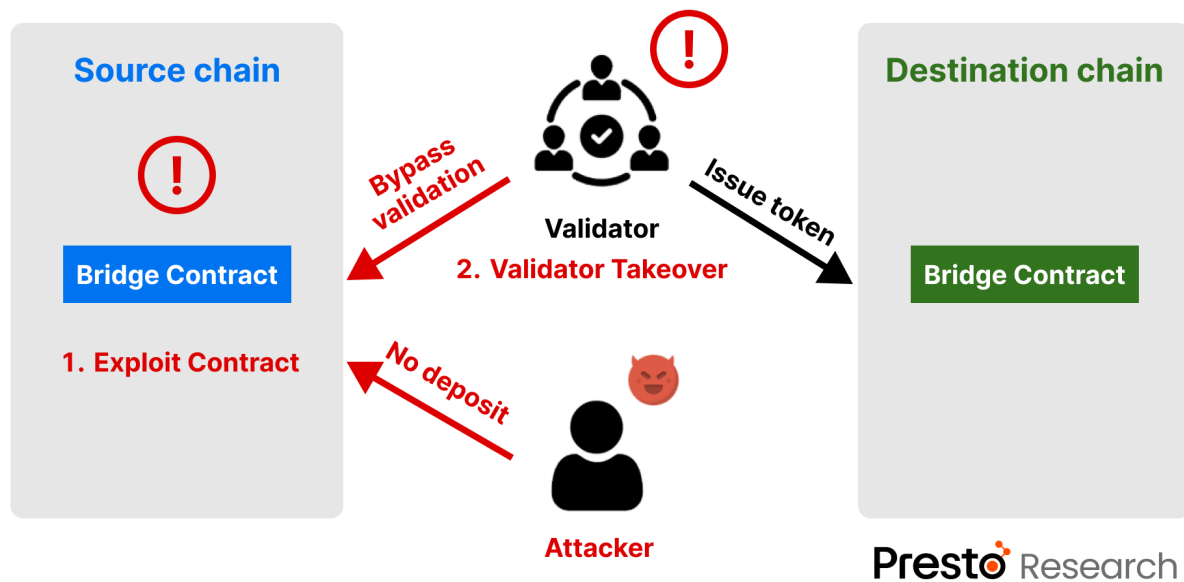 Source chain
Bridge Contract
1. Exploit Contract
Bypass
validation
Validator
2. Validator Takeover
Issue token
No deposit
Attacker
Destination chain
Bridge Contract
Presto Research